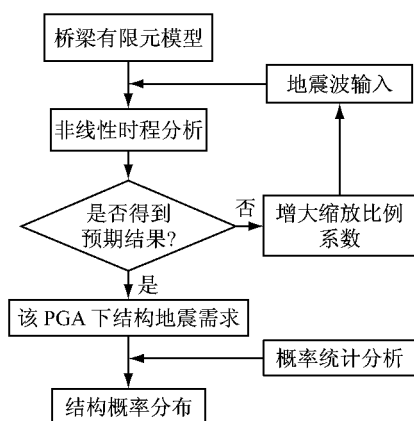 桥梁有限元模型
地震波输入
非线性时程分析
是否得到
预期结果?
否
增大缩放比例
系数
是
该 PGA 下结构地震需求
概率统计分析
结构概率分布